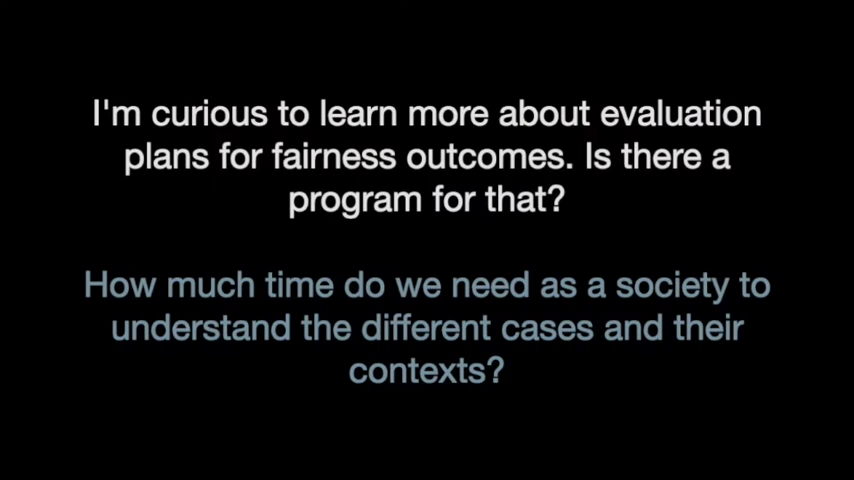 I'm curious to learn more about evaluation
plans for fairness outcomes. Is there a
program for that?
How much time do we need as a society to
understand the different cases and their
contexts?